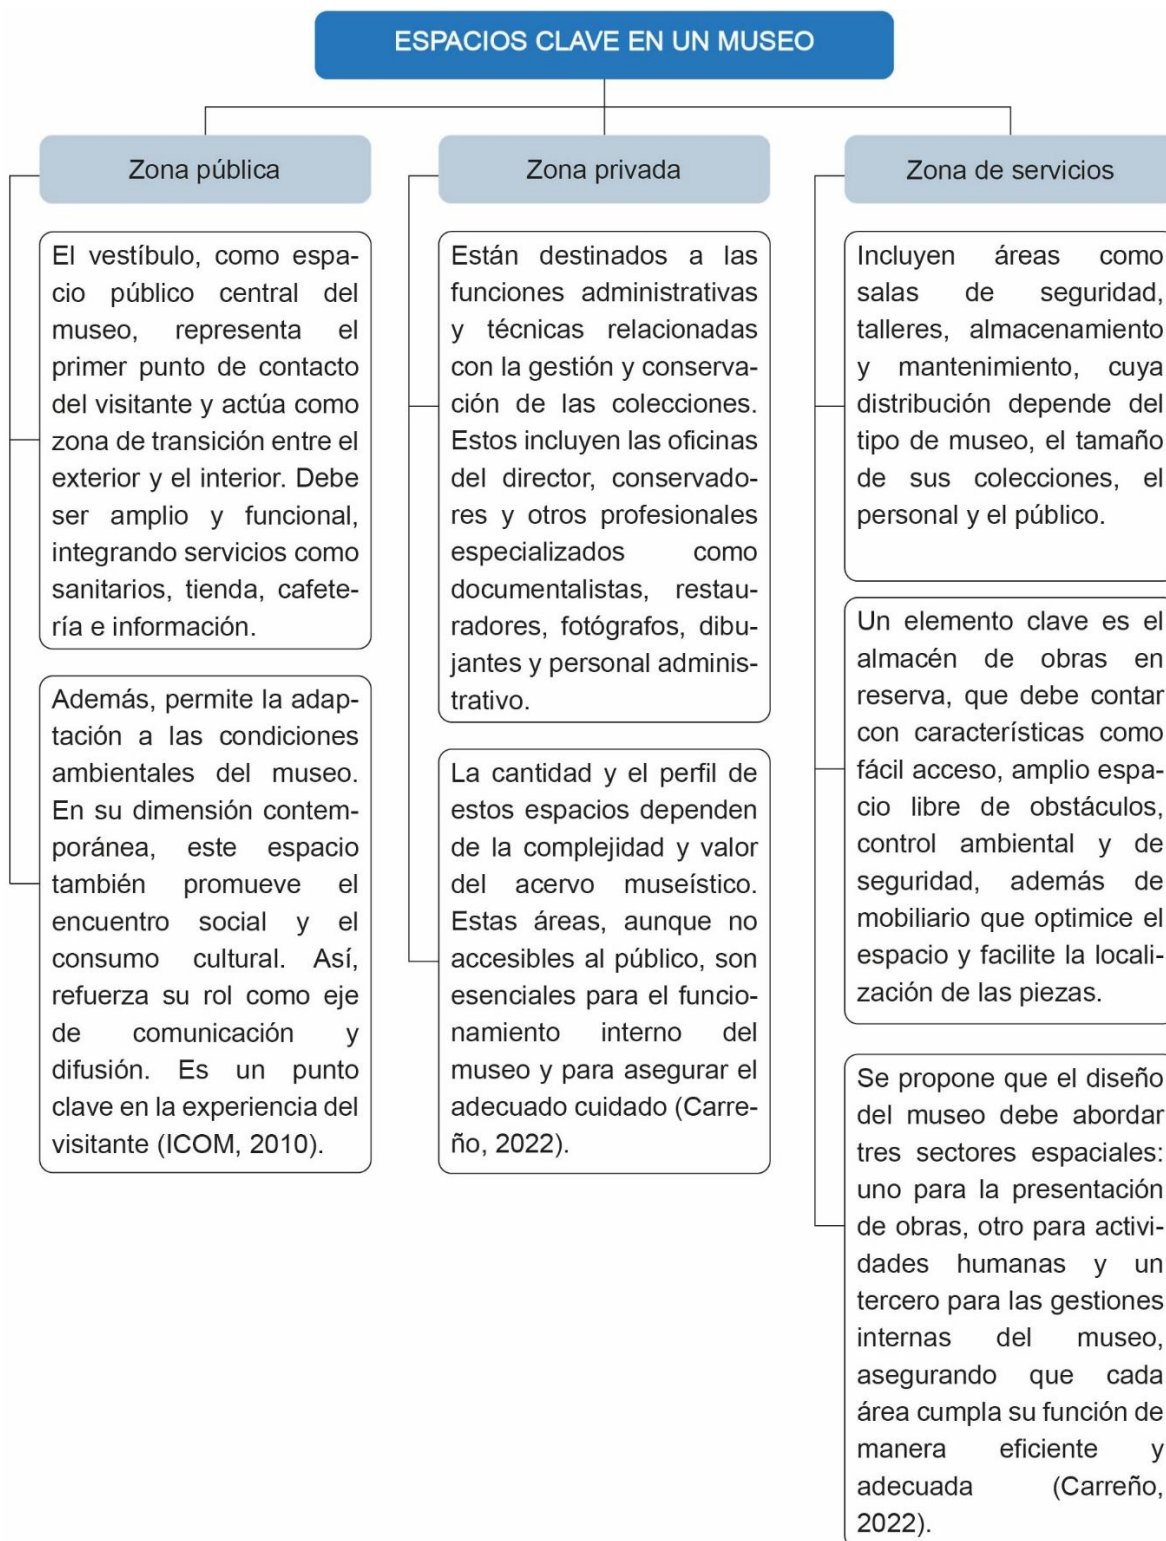 ESPACIOS CLAVE EN UN MUSEO
Zona pública
El vestíbulo, como espa-
cio público central del
museo, representa el
primer punto de contacto
del visitante y actúa como
zona de transición entre el
exterior y el interior. Debe
ser amplio y funcional,
integrando servicios como
sanitarios, tienda, cafete-
ría e información.
Además, permite la adap-
tación a las condiciones
ambientales del museo.
En su dimensión contem-
poránea, este espacio
también promueve el
encuentro social y el
consumo cultural. Así,
refuerza su rol como eje
de comunicación y
difusión. Es un punto
clave en la experiencia del
visitante (ICOM, 2010).
Zona privada
Están destinados a las
funciones administrativas
y técnicas relacionadas
con la gestión y conserva-
ción de las colecciones.
Estos incluyen las oficinas
del director, conservado-
res y otros profesionales
especializados como
documentalistas, restau-
radores, fotógrafos, dibu-
jantes y personal adminis-
trativo.
La cantidad y el perfil de
estos espacios dependen
de la complejidad y valor
del acervo museístico.
Estas áreas, aunque no
accesibles al público, son
esenciales para el funcio-
namiento interno del
museo y para asegurar el
adecuado cuidado (Carre-
ño, 2022).
Zona de servicios
Incluyen áreas como
salas de seguridad,
talleres, almacenamiento
y mantenimiento, cuya
distribución depende del
tipo de museo, el tamaño
de sus colecciones, el
personal y el público.
Un elemento clave es el
almacén de obras en
reserva, que debe contar
con características como
fácil acceso, amplio espa-
cio libre de obstáculos,
control ambiental y de
seguridad, además de
mobiliario que optimice el
espacio y facilite la locali-
zación de las piezas.
Se propone que el diseño
del museo debe abordar
tres sectores espaciales:
uno para la presentación
de obras, otro para activi-
dades humanas y un
tercero para las gestiones
internas del museo,
asegurando que cada
área cumpla su función de
manera eficiente y
adecuada (Carreño,
2022).